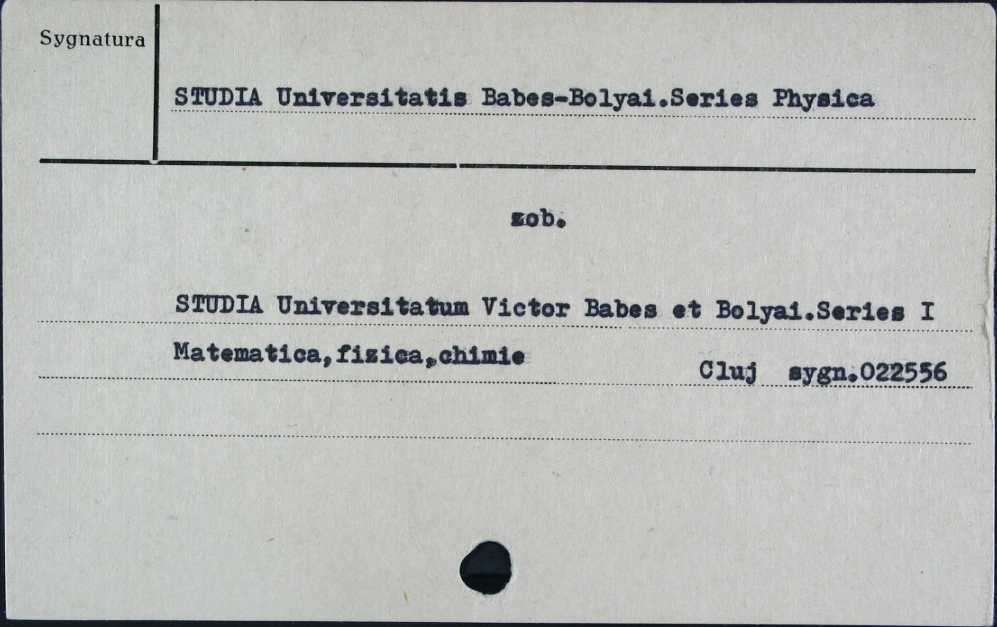 Sygnatura
STUDIA Universitatis Babes-Bolyai.Series Physica
zob.
STUDIA Universitatum Victor Babes et Bolyai.Series I
Matematica,fizica,chimie
Cluj sygn.022556